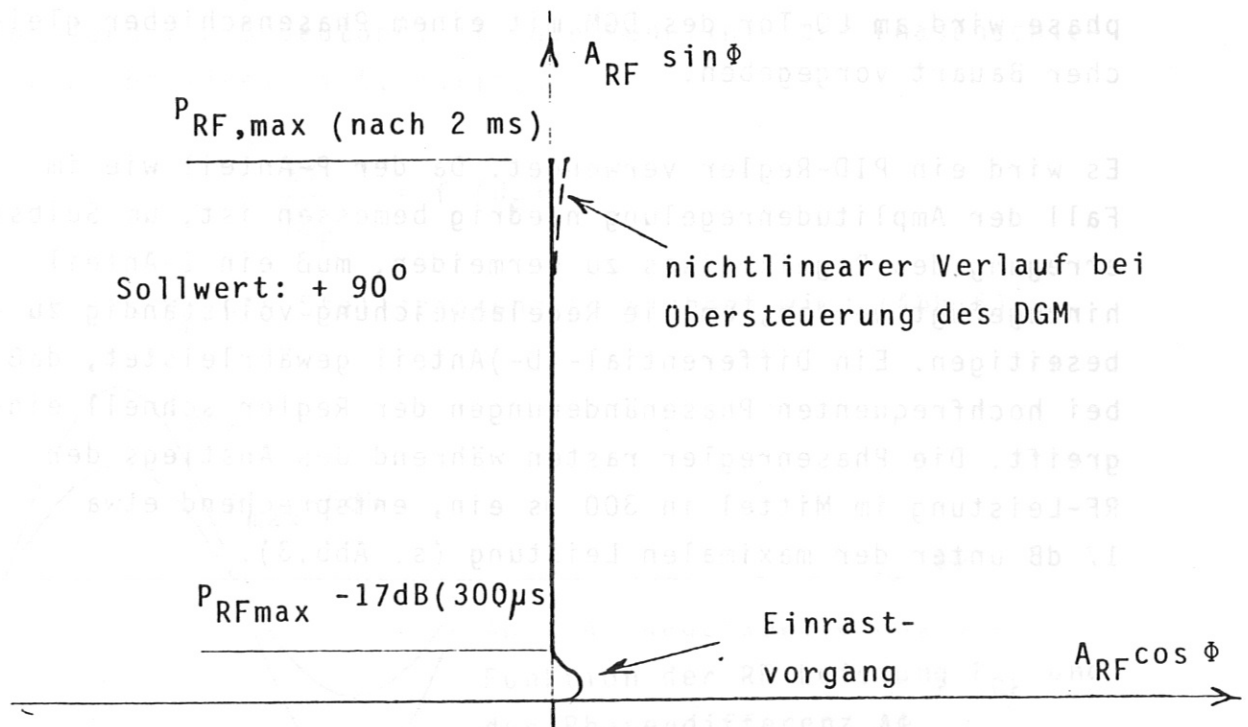 A_RF sin Φ
P_RF,max (nach 2 ms)
Sollwert: + 90°
nichtlinearer Verlauf bei
Übersteuerung des DGM
P_RFmax -17dB(300µs
Einrast-
vorgang
A_RF cos Φ